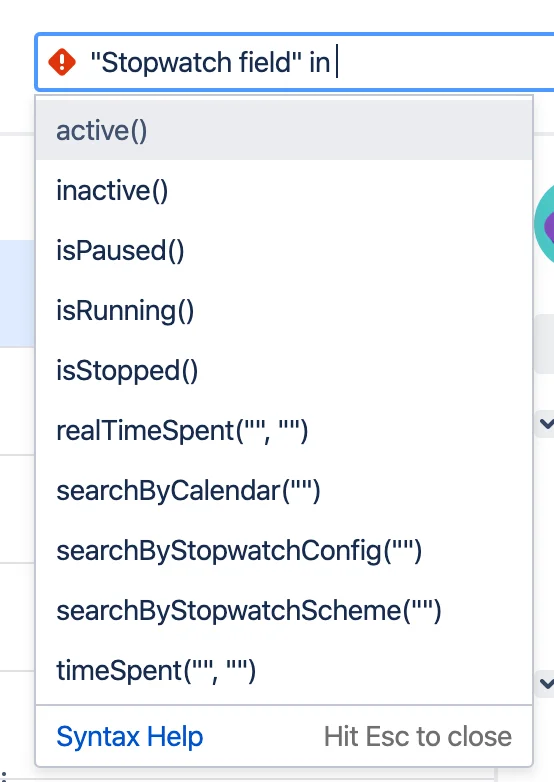 "Stopwatch field" in
active()
inactive()
isPaused()
isRunning()
isStopped()
realTimeSpent("", "")
searchByCalendar("")
searchByStopwatchConfig("")
searchByStopwatchScheme("")
timeSpent("", "")
Syntax Help Hit Esc to close